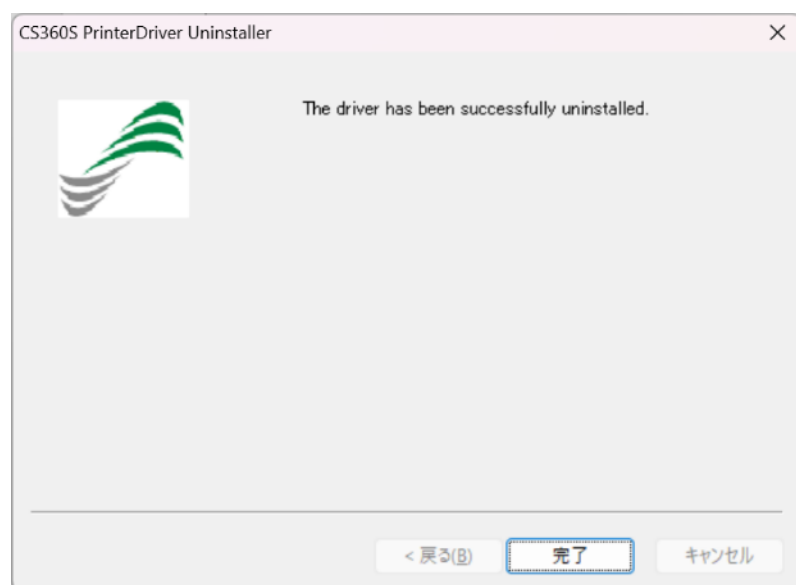 CS360S PrinterDriver Uninstaller
The driver has been successfully uninstalled.
< 戻る(B)
完了
キャンセル